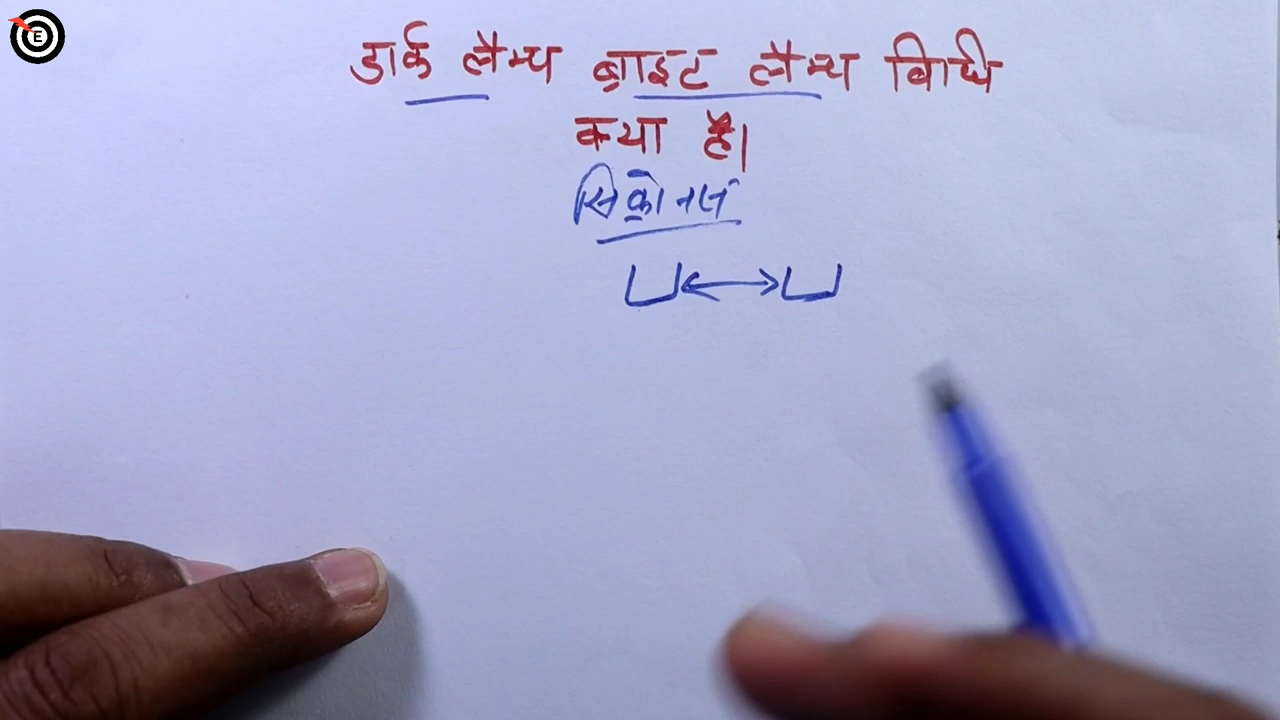 डार्क लैम्प ब्राइट लैम्प विधि
क्या है।
सिकोनसं
E